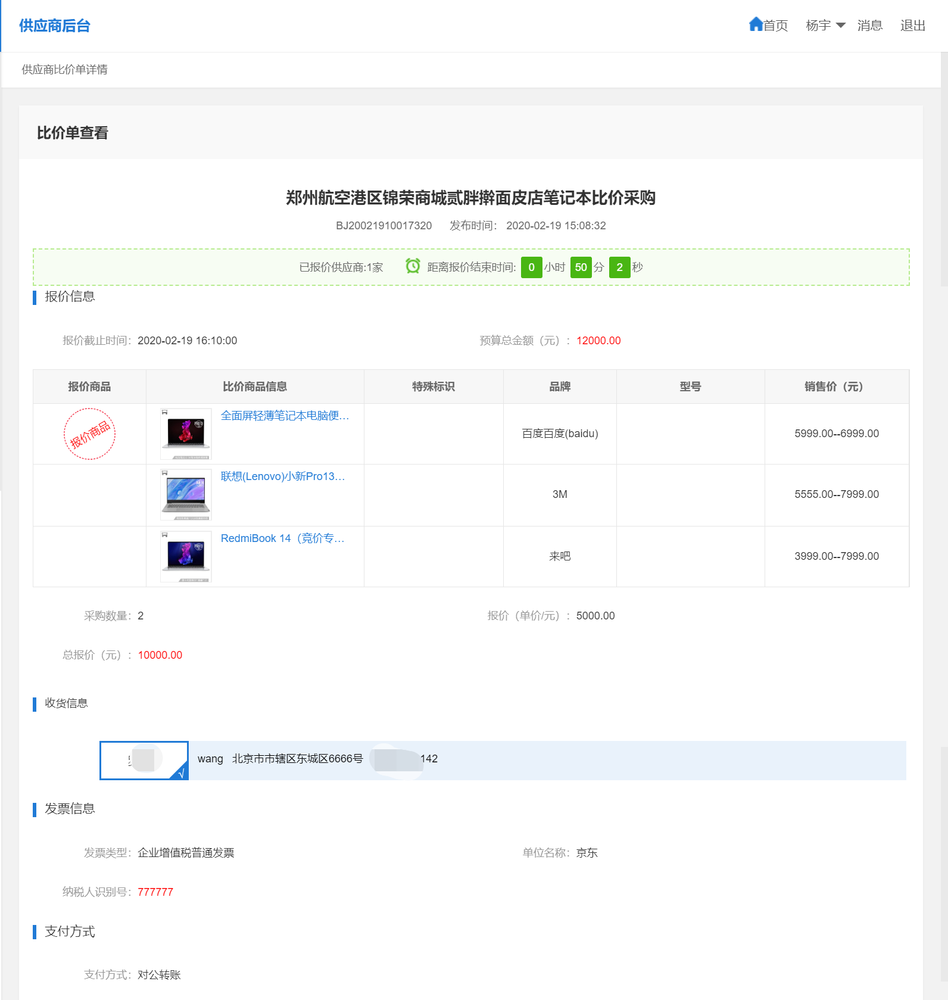 供应商后台
首页 杨宇 消息 退出
供应商比价单详情
比价单查看
郑州航空港区锦荣商城贰胖擀面皮店笔记本比价采购
BJ20021910017320 发布时间： 2020-02-19 15:08:32
已报价供应商:1家 距离报价结束时间: 0 小时 50 分 2 秒
报价信息
报价截止时间： 2020-02-19 16:10:00 预算总金额（元）： 12000.00
报价商品 比价商品信息 特殊标识 品牌 型号 销售价（元）
报价商品 全面屏轻薄笔记本电脑便... 百度百度(baidu) 5999.00--6999.00
联想(Lenovo)小新Pro13... 3M 5555.00--7999.00
RedmiBook 14（竞价专... 来吧 3999.00--7999.00
采购数量： 2 报价（单价/元）： 5000.00
总报价（元）： 10000.00
收货信息
√ wang 北京市市辖区东城区6666号 142
发票信息
发票类型： 企业增值税普通发票 单位名称： 京东
纳税人识别号： 777777
支付方式
支付方式： 对公转账